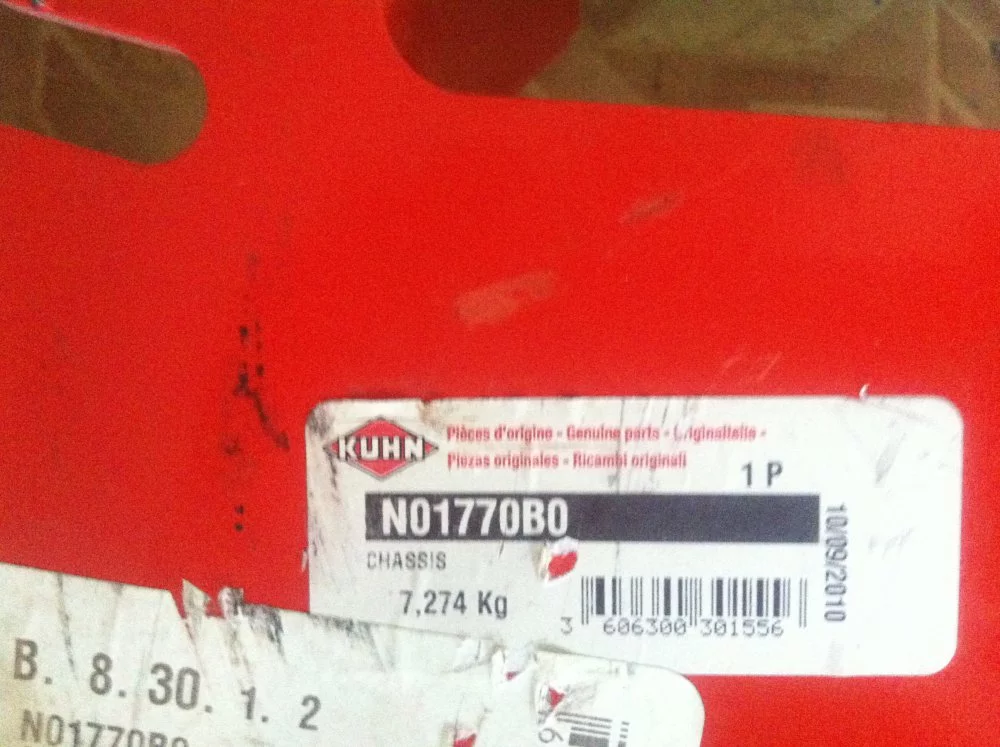 KUHN
Pièces d'origine - Genuine parts -
Piezas originales - Ricambi originali
1 P
N01770B0
CHASSIS
7,274 Kg
10/09/2010
3 606300 301556
B. 8. 30. 1. 2
N01770B0